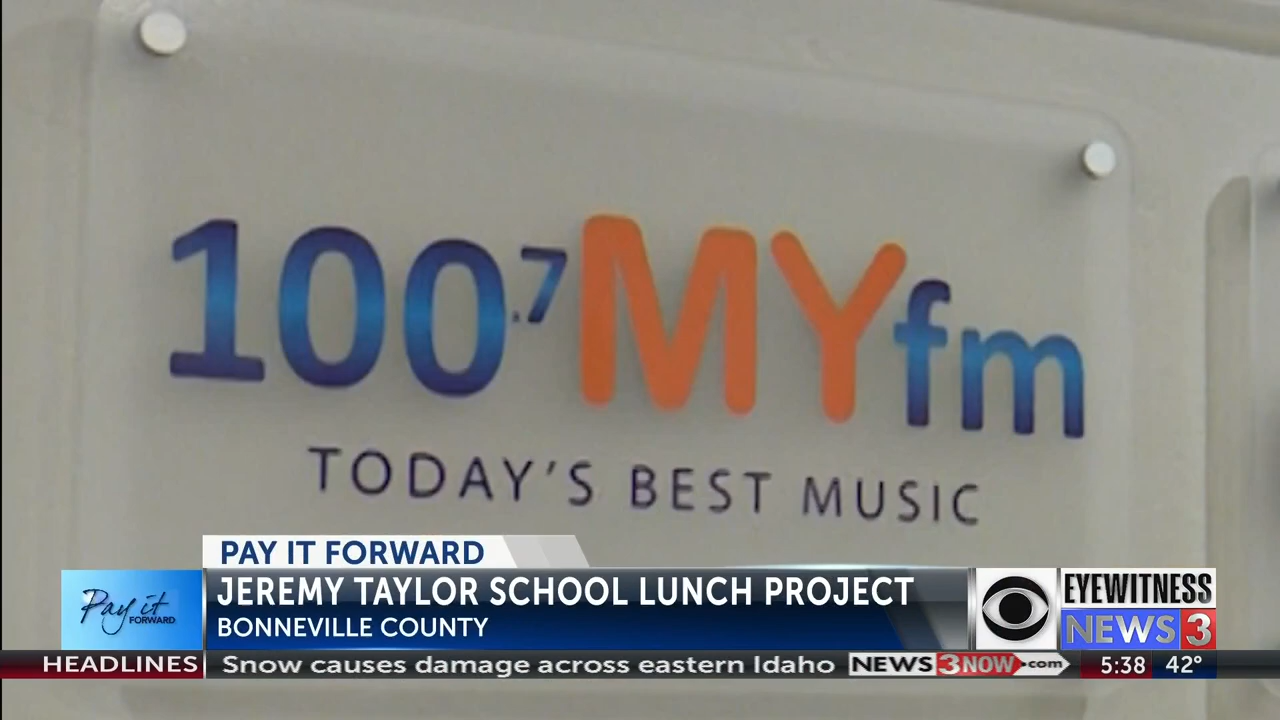 100.7 MY fm
TODAY'S BEST MUSIC
PAY IT FORWARD
Pay it
FORWARD
JEREMY TAYLOR SCHOOL LUNCH PROJECT
BONNEVILLE COUNTY
EYEWITNESS
NEWS 3
HEADLINES Snow causes damage across eastern Idaho NEWS3NOW.com 5:38 42°